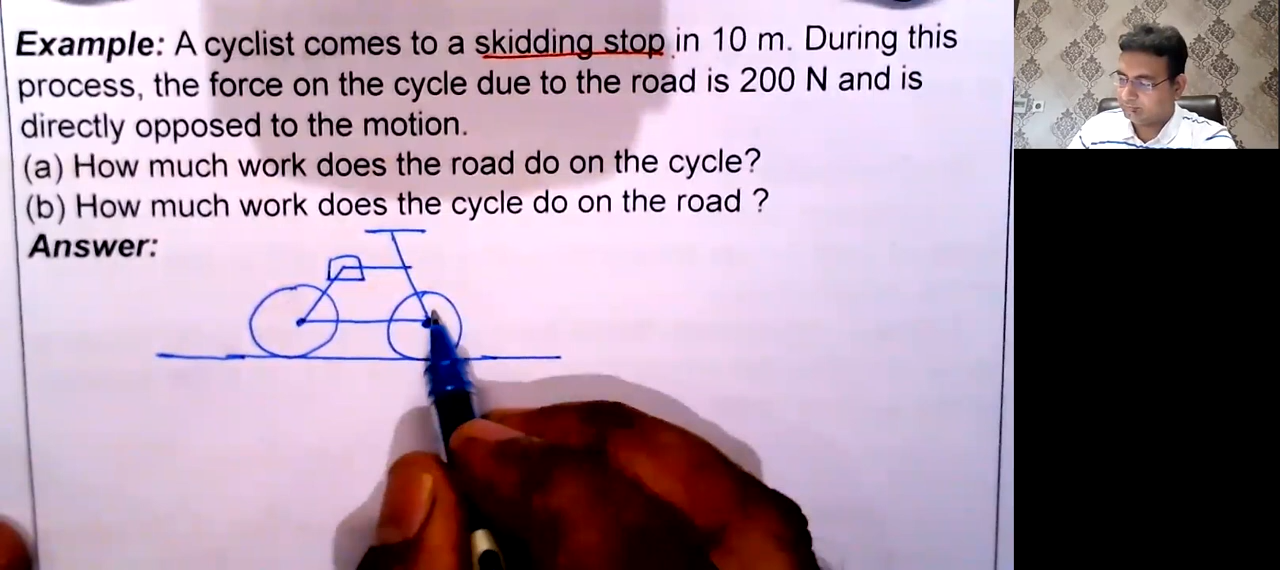 Example: A cyclist comes to a skidding stop in 10 m. During this
process, the force on the cycle due to the road is 200 N and is
directly opposed to the motion.
(a) How much work does the road do on the cycle?
(b) How much work does the cycle do on the road ?
Answer: